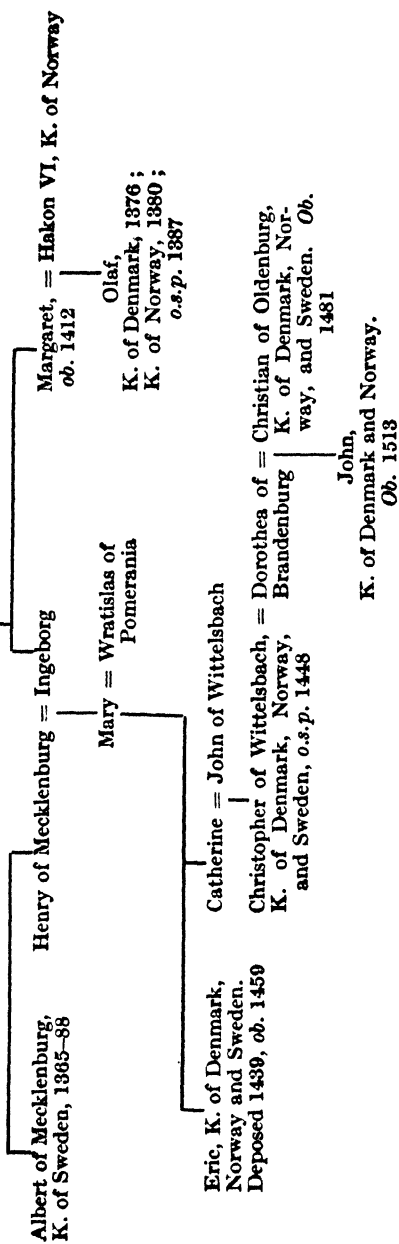 Albert of Mecklenburg,
K. of Sweden, 1365–88
Henry of Mecklenburg = Ingeborg
Margaret, = Hakon VI, K. of Norway
ob. 1412
Olaf,
K. of Denmark, 1376;
K. of Norway, 1380;
o.s.p. 1387
Mary = Wratislas of
Pomerania
Eric, K. of Denmark,
Norway and Sweden.
Deposed 1439, ob. 1459
Catherine = John of Wittelsbach
Christopher of Wittelsbach, = Dorothea of = Christian of Oldenburg,
K. of Denmark, Norway, Brandenburg K. of Denmark, Nor-
and Sweden, o.s.p. 1448 way, and Sweden. Ob.
1481
John,
K. of Denmark and Norway.
Ob. 1513